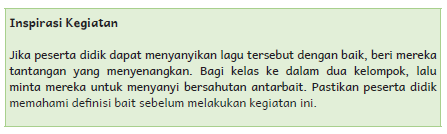 Inspirasi Kegiatan
Jika peserta didik dapat menyanyikan lagu tersebut dengan baik, beri mereka
tantangan yang menyenangkan. Bagi kelas ke dalam dua kelompok, lalu
minta mereka untuk menyanyi bersahutan antarbait. Pastikan peserta didik
memahami definisi bait sebelum melakukan kegiatan ini.